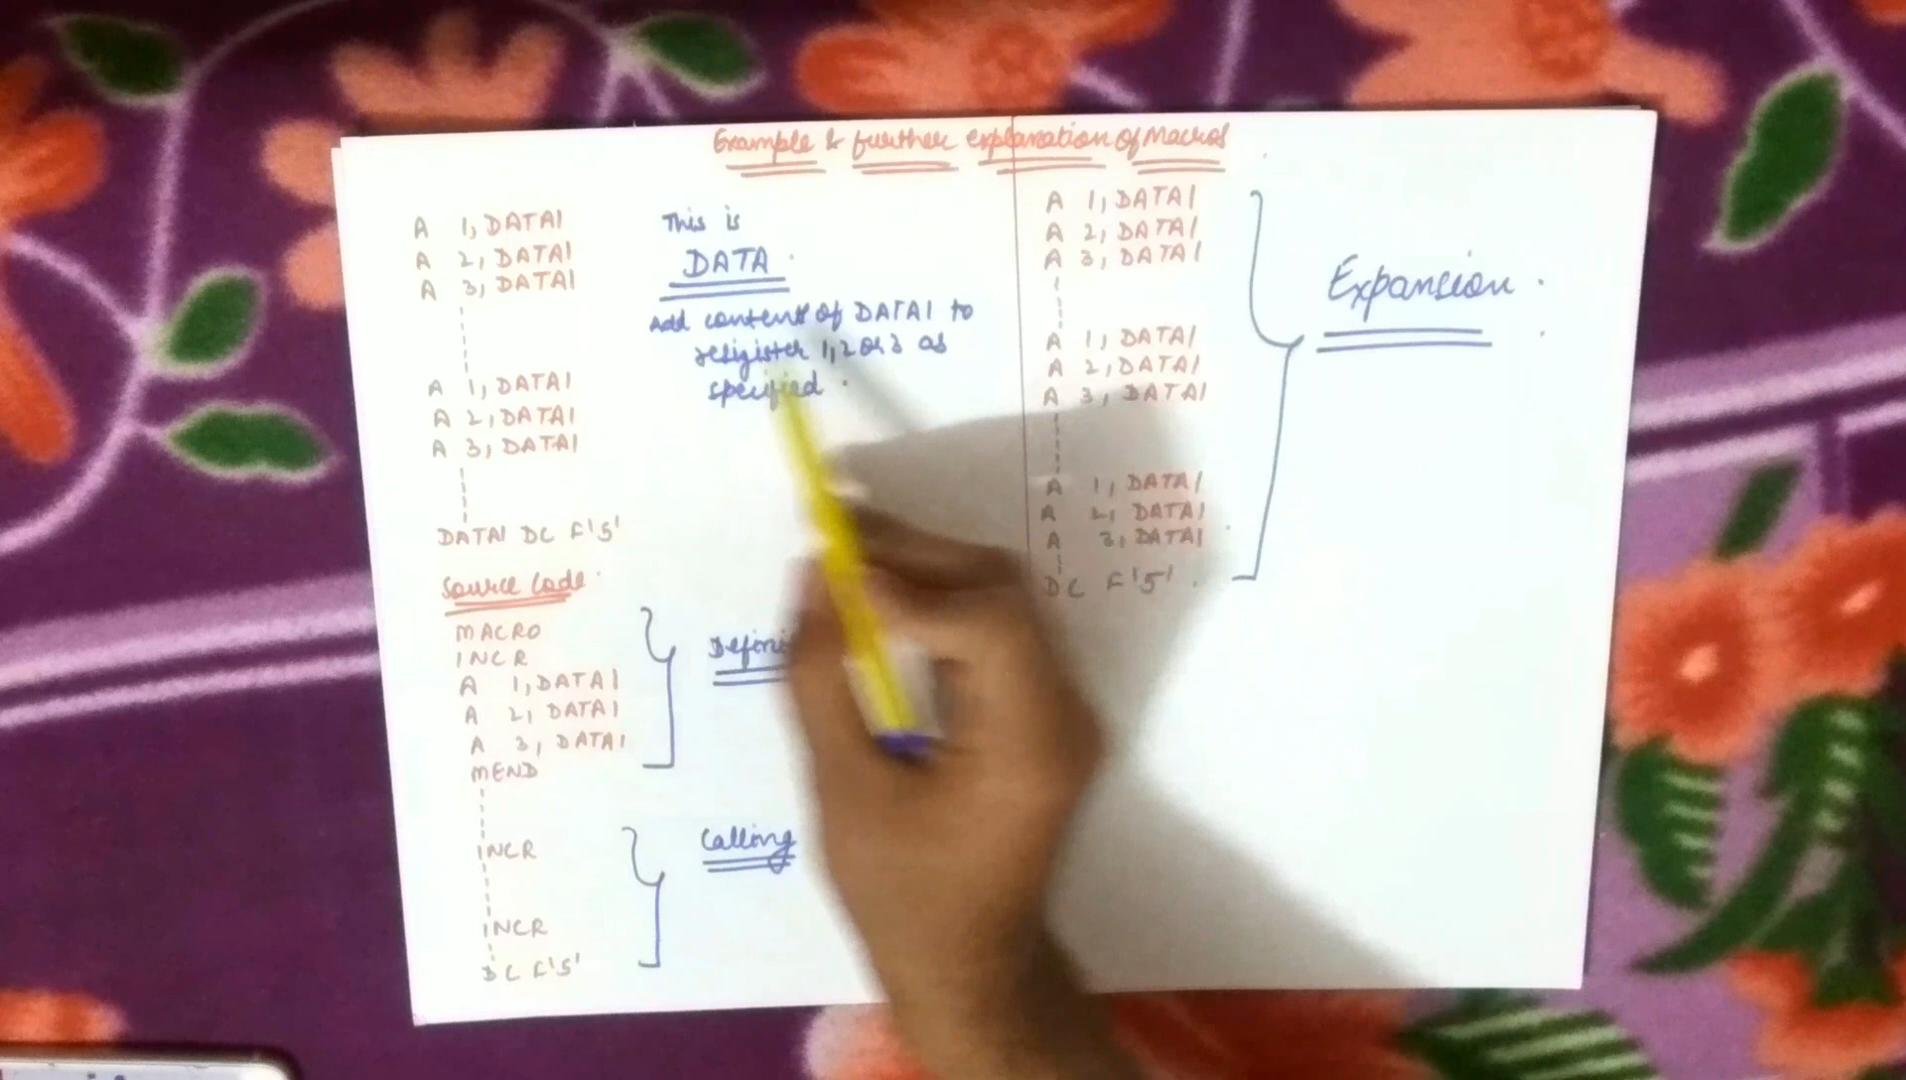 Example & further explanation of Macros
A 1, DATA1
A 2, DATA1
A 3, DATA1
A 1, DATA1
A 2, DATA1
A 3, DATA1
DATA1 DC F'5'
This is
DATA.
Add content of DATA1 to
register 1, 2 or 3 as
specified.
Source Code.
MACRO
INCR
A 1, DATA1
A 2, DATA1
A 3, DATA1
MEND
INCR
INCR
DC F'5'
Calling
A 1, DATA1
A 2, DATA1
A 3, DATA1
A 1, DATA1
A 2, DATA1
A 3, DATA1
A 1, DATA1
A 2, DATA1
A 3, DATA1
DC F'5'.
Expansion.